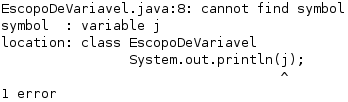 EscopoDeVariavel.java:8: cannot find symbol
symbol  : variable j
location: class EscopoDeVariavel
                System.out.println(j);
                                   ^
1 error